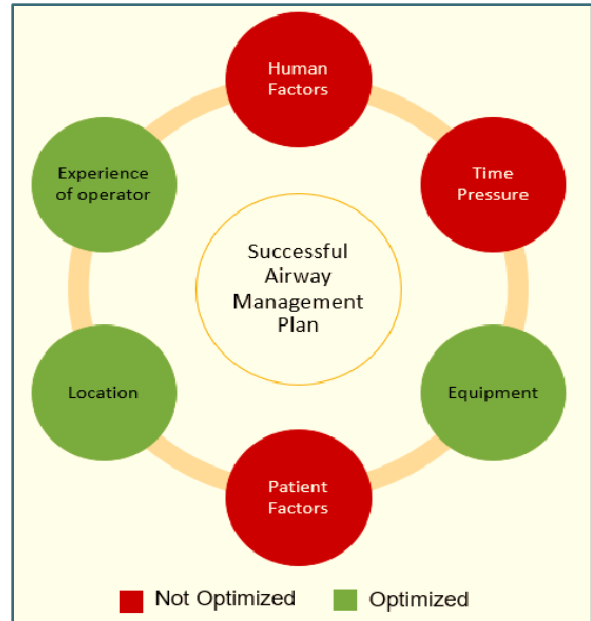 Human
Factors
Experience
of operator
Time
Pressure
Successful
Airway
Management
Plan
Location
Equipment
Patient
Factors
Not Optimized
Optimized